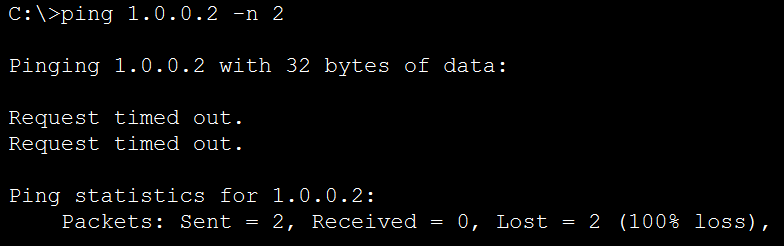 C:\>ping 1.0.0.2 -n 2
Pinging 1.0.0.2 with 32 bytes of data:
Request timed out.
Request timed out.
Ping statistics for 1.0.0.2:
Packets: Sent = 2, Received = 0, Lost = 2 (100% loss),